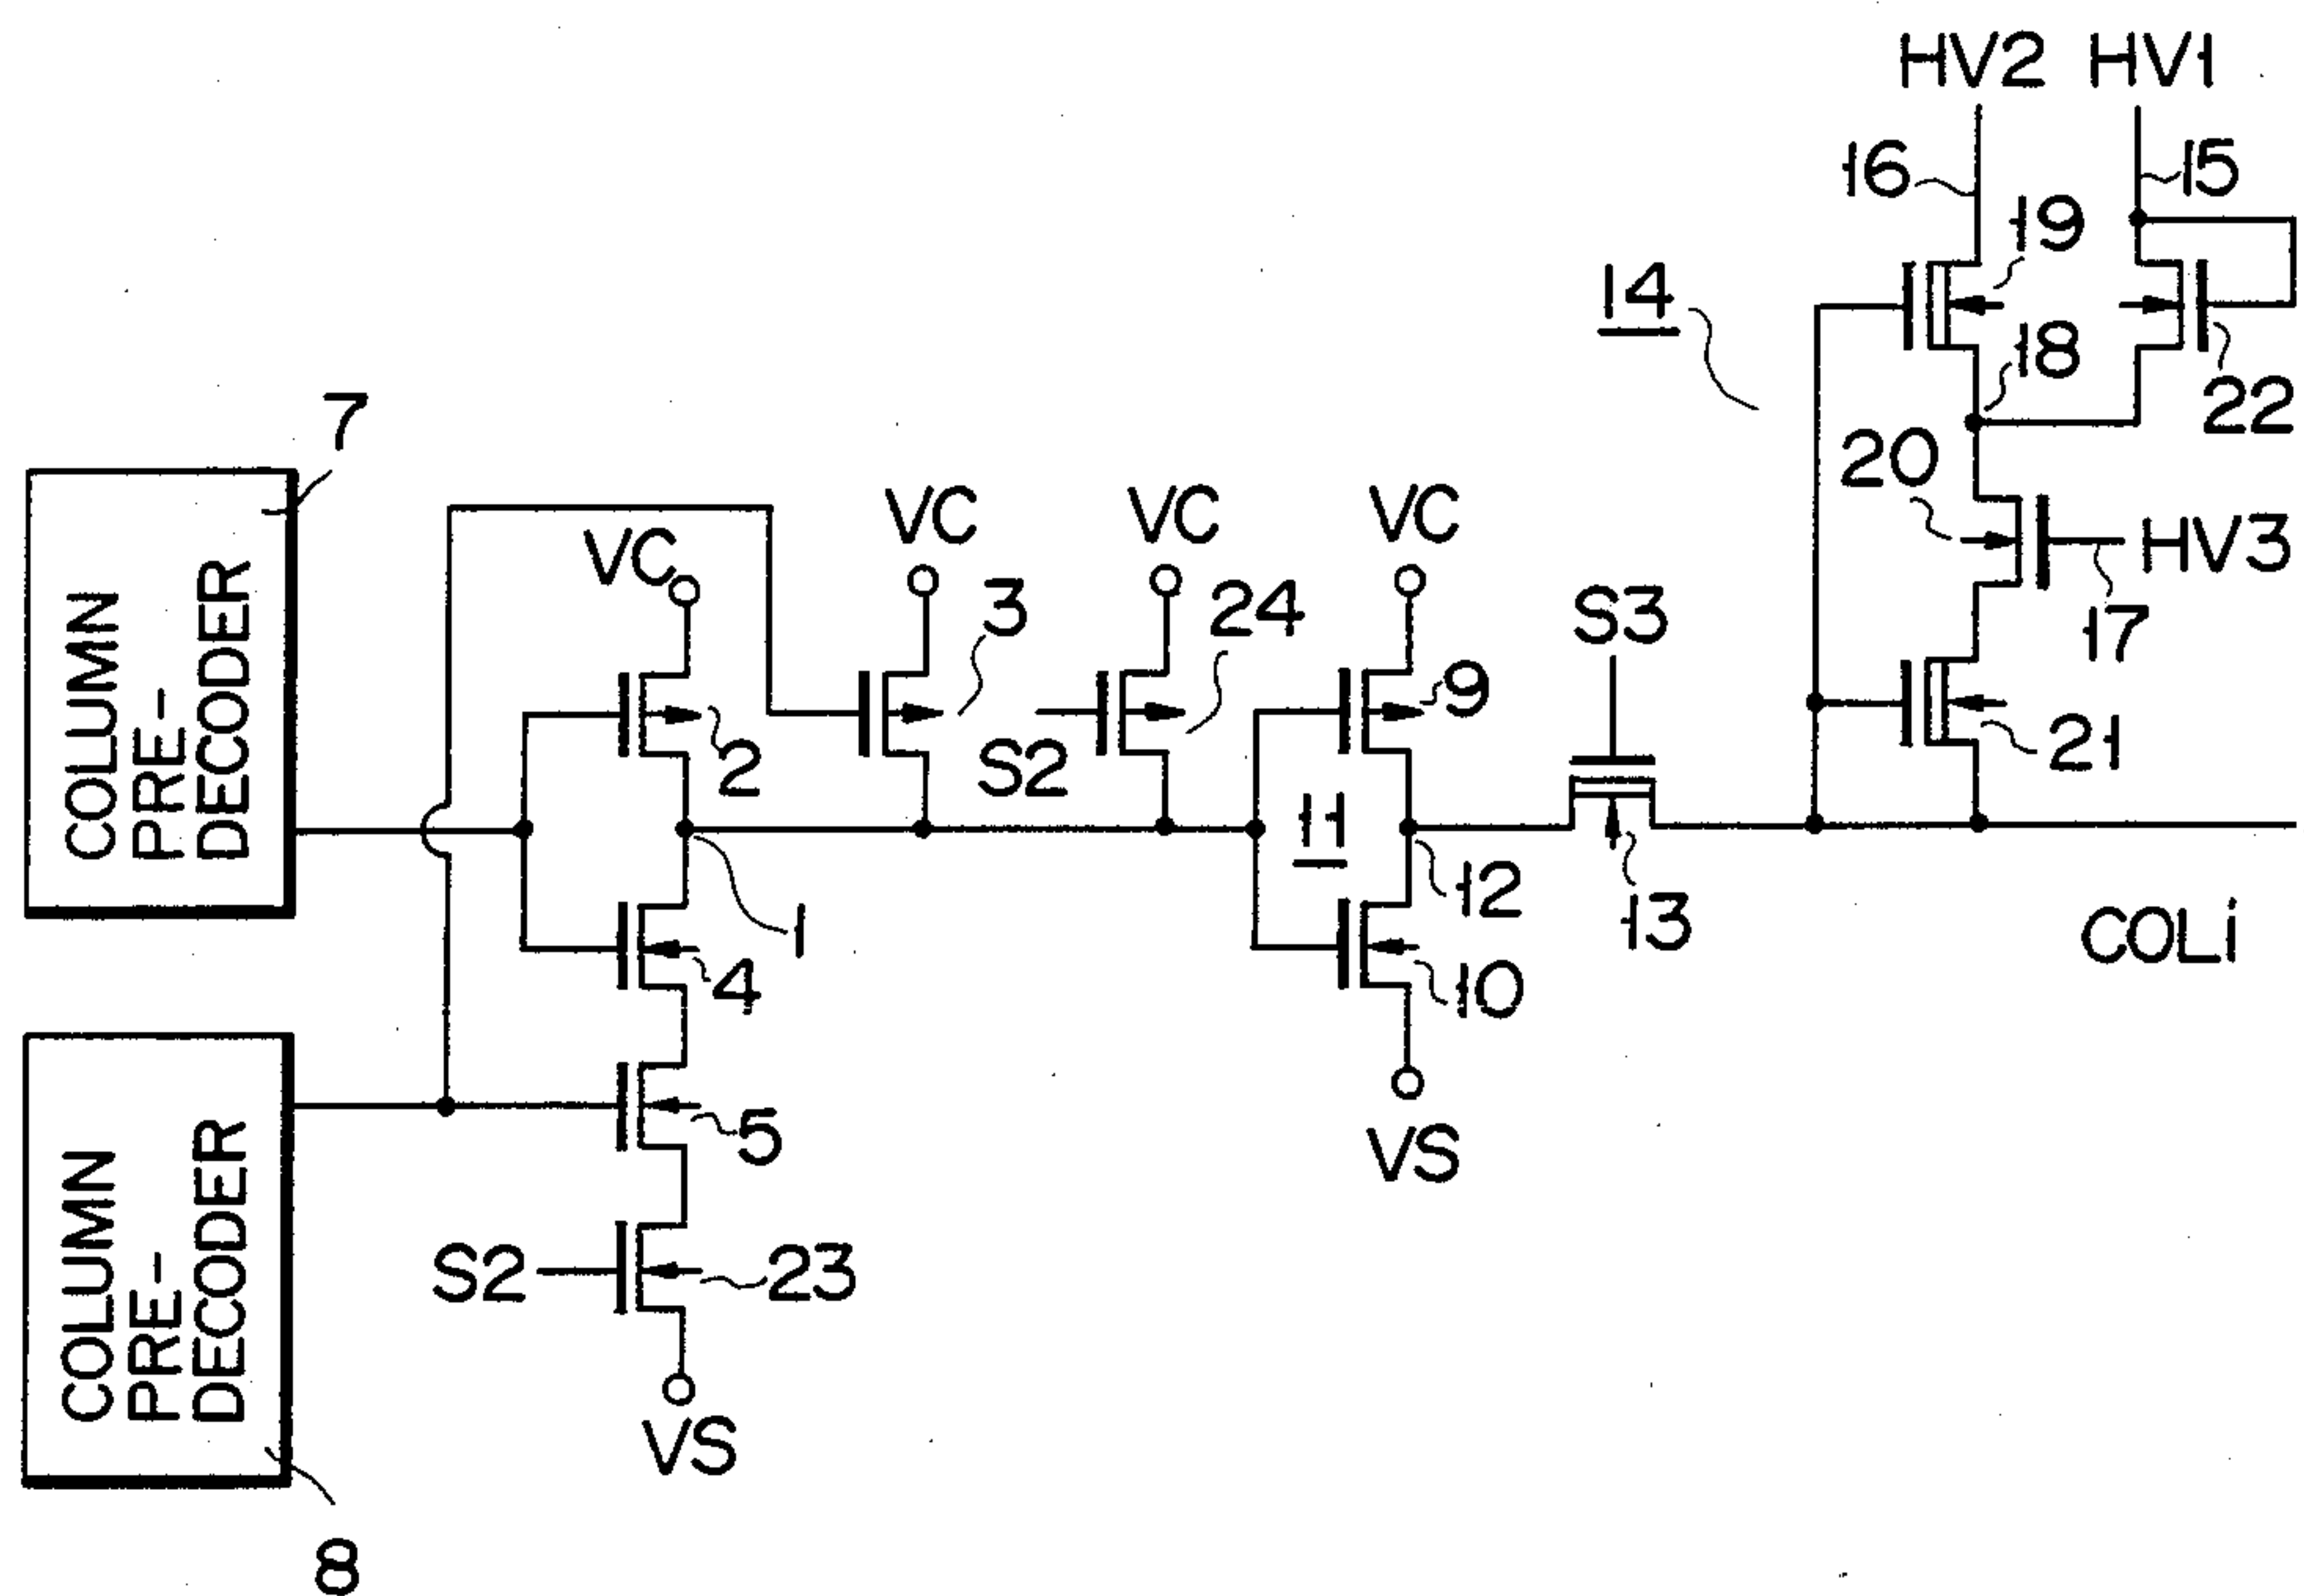 HV2 HV1
16
15
19
14
18
22
7
20
VC
VC
VC
VC
HV3
3
24
S3
17
COLUMN
PRE-
DECODER
2
S2
9
21
11
1
12
13
4
10
COLi
COLUMN
PRE-
DECODER
5
VS
S2
23
VS
8